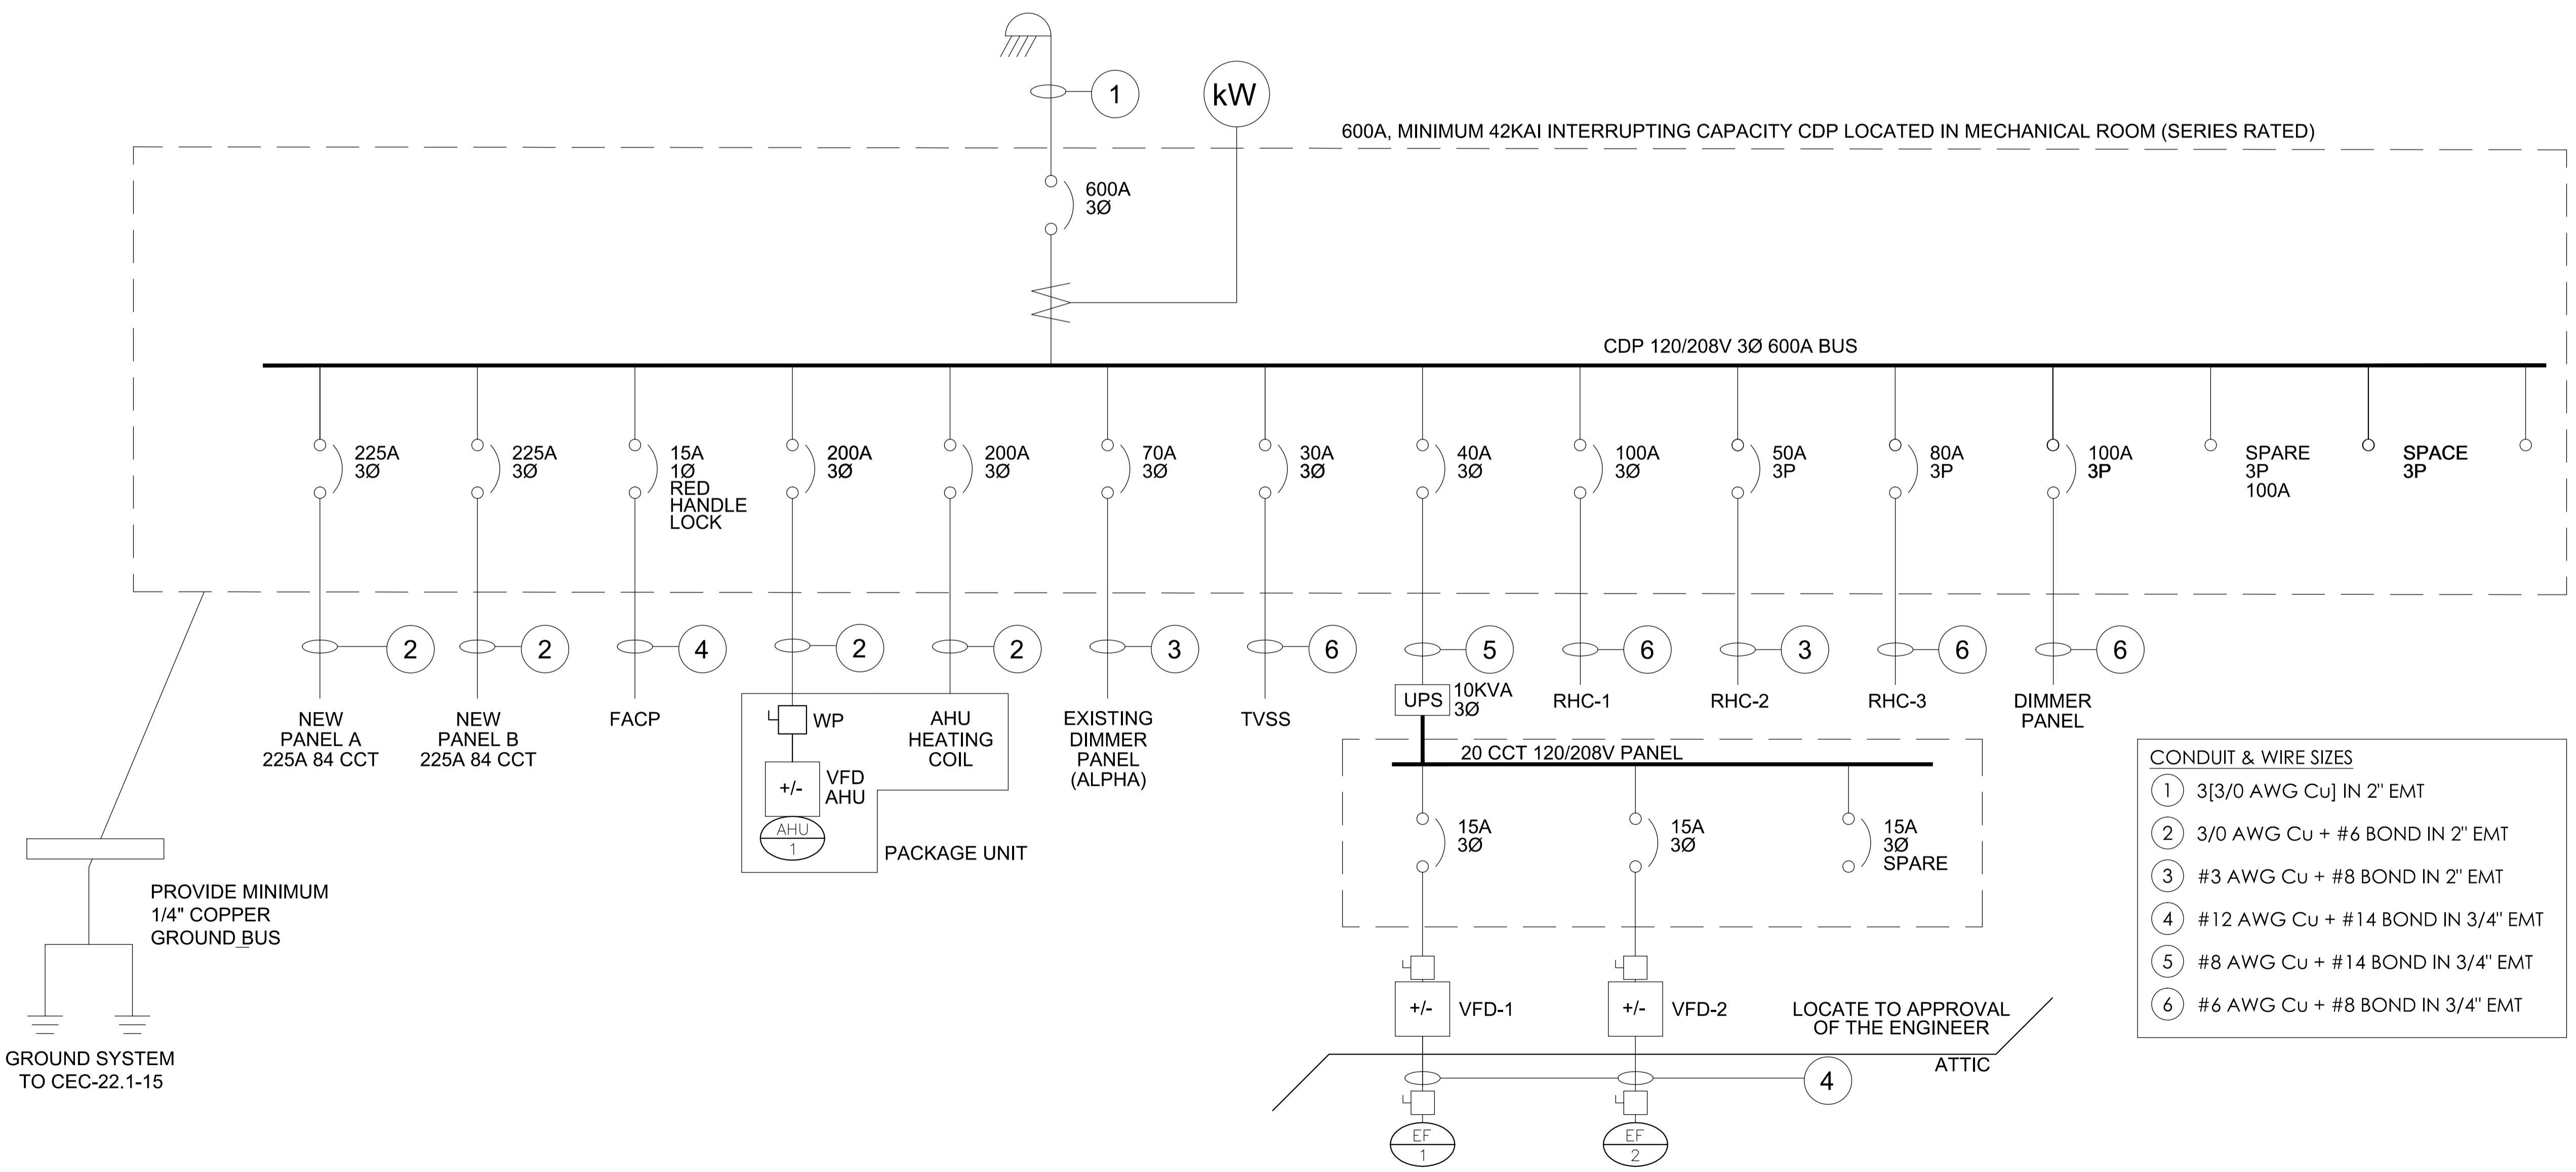 1
kW
600A, MINIMUM 42KAI INTERRUPTING CAPACITY CDP LOCATED IN MECHANICAL ROOM (SERIES RATED)
600A
3Ø
CDP 120/208V 3Ø 600A BUS
225A
3Ø
225A
3Ø
15A
1Ø
RED
HANDLE
LOCK
200A
3Ø
200A
3Ø
70A
3Ø
30A
3Ø
40A
3Ø
100A
3Ø
50A
3P
80A
3P
100A
3P
SPARE
3P
100A
SPACE
3P
2
2
4
2
2
3
6
5
6
3
6
6
NEW
PANEL A
225A 84 CCT
NEW
PANEL B
225A 84 CCT
FACP
WP
VFD
AHU
+/-
AHU
1
AHU
HEATING
COIL
PACKAGE UNIT
EXISTING
DIMMER
PANEL
(ALPHA)
TVSS
UPS
10KVA
3Ø
RHC-1
RHC-2
RHC-3
DIMMER
PANEL
20 CCT 120/208V PANEL
15A
3Ø
15A
3Ø
15A
3Ø
SPARE
+/-
VFD-1
+/-
VFD-2
LOCATE TO APPROVAL
OF THE ENGINEER
ATTIC
4
EF
1
EF
2
PROVIDE MINIMUM
1/4" COPPER
GROUND BUS
GROUND SYSTEM
TO CEC-22.1-15
CONDUIT & WIRE SIZES
1 3[3/0 AWG Cu] IN 2" EMT
2 3/0 AWG Cu + #6 BOND IN 2" EMT
3 #3 AWG Cu + #8 BOND IN 2" EMT
4 #12 AWG Cu + #14 BOND IN 3/4" EMT
5 #8 AWG Cu + #14 BOND IN 3/4" EMT
6 #6 AWG Cu + #8 BOND IN 3/4" EMT